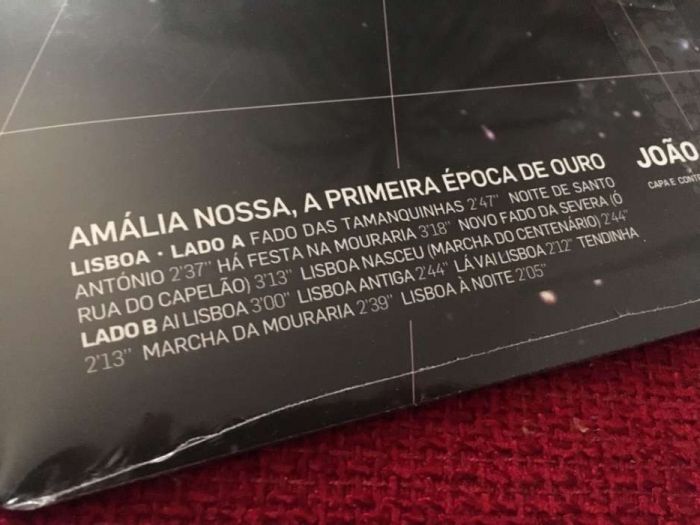 AMÁLIA NOSSA, A PRIMEIRA ÉPOCA DE OURO
LISBOA · LADO A FADO DAS TAMANQUINHAS 2'47" NOITE DE SANTO
ANTÓNIO 2'37" HÁ FESTA NA MOURARIA 3'18" NOVO FADO DA SEVERA (Ó
RUA DO CAPELÃO) 3'13" LISBOA NASCEU (MARCHA DO CENTENÁRIO) 2'44"
LADO B AI LISBOA 3'00" LISBOA ANTIGA 2'44" LÁ VAI LISBOA 2'12" TENDINHA
2'13" MARCHA DA MOURARIA 2'39" LISBOA À NOITE 2'05"
JOÃO
CAPA E CONTE